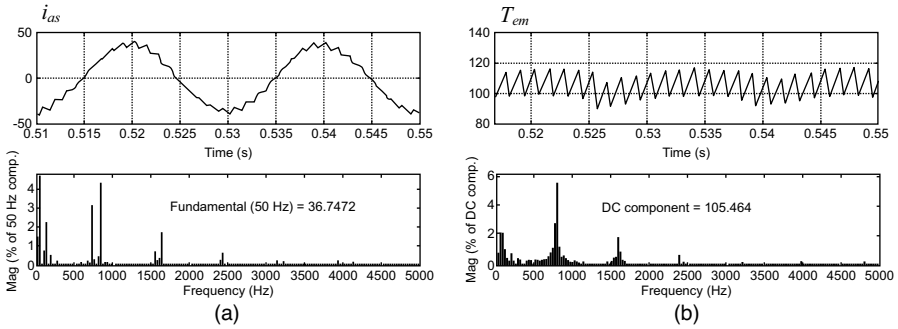 i_as
50
0
-50
0.51 0.515 0.52 0.525 0.53 0.535 0.54 0.545 0.55
Time (s)
Mag (% of 50 Hz comp.)
4
3
2
1
0
Fundamental (50 Hz) = 36.7472
0 500 1000 1500 2000 2500 3000 3500 4000 4500 5000
Frequency (Hz)
(a)
T_em
140
120
100
80
0.52 0.525 0.53 0.535 0.54 0.545 0.55
Time (s)
Mag (% of DC comp.)
6
4
2
0
DC component = 105.464
0 500 1000 1500 2000 2500 3000 3500 4000 4500 5000
Frequency (Hz)
(b)